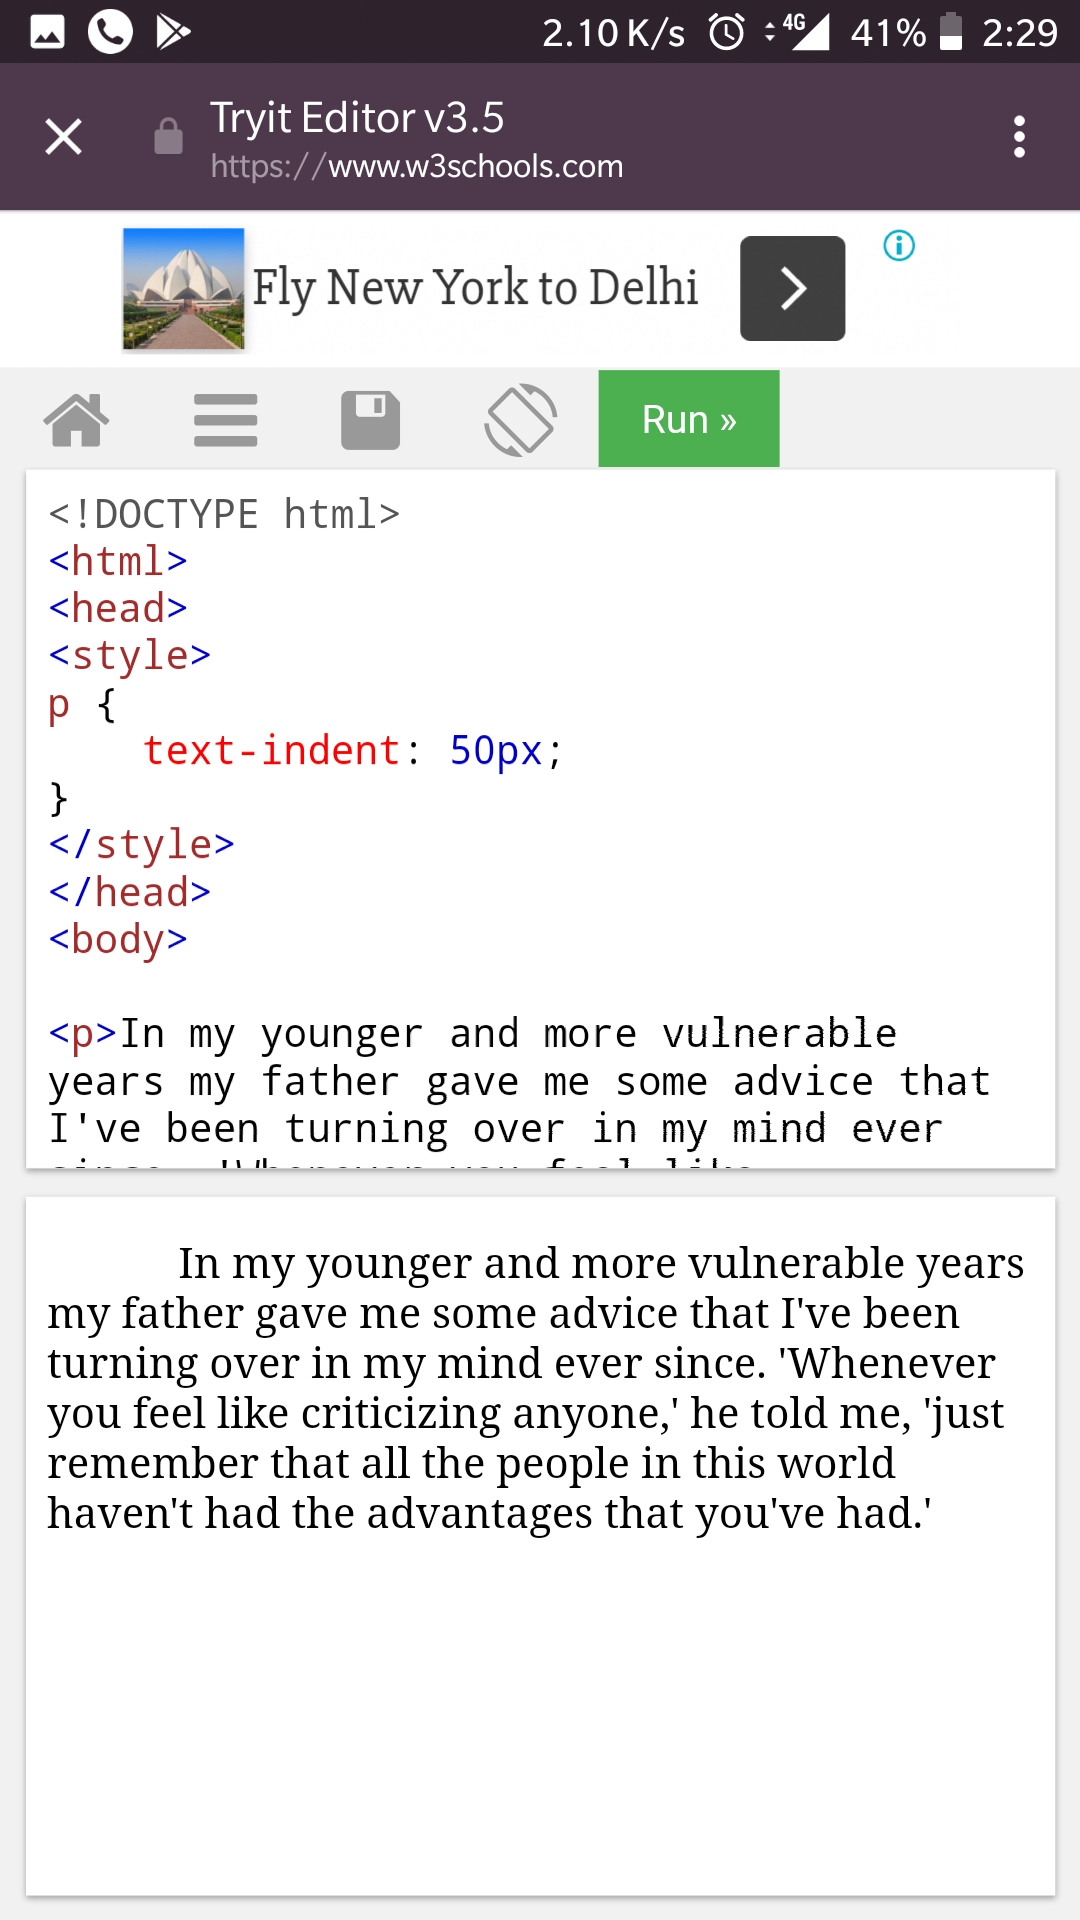 2.10 K/s 4G 41% 2:29
Tryit Editor v3.5
https://www.w3schools.com
Fly New York to Delhi
Run »
<!DOCTYPE html>
<html>
<head>
<style>
p {
    text-indent: 50px;
}
</style>
</head>
<body>

<p>In my younger and more vulnerable
years my father gave me some advice that
I've been turning over in my mind ever
since. 'Whenever you feel like
In my younger and more vulnerable years
my father gave me some advice that I've been
turning over in my mind ever since. 'Whenever
you feel like criticizing anyone,' he told me, 'just
remember that all the people in this world
haven't had the advantages that you've had.'